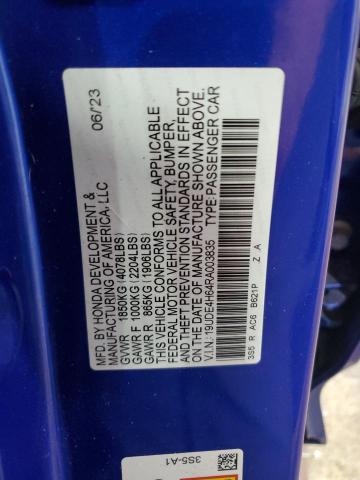 MFD. BY HONDA DEVELOPMENT & 06/23
MANUFACTURING OF AMERICA, LLC
GVWR 1850KG (4078LBS)
GAWR F 1000KG (2204LBS)
GAWR R 865KG (1906LBS)
THIS VEHICLE CONFORMS TO ALL APPLICABLE
FEDERAL MOTOR VEHICLE SAFETY, BUMPER,
AND THEFT PREVENTION STANDARDS IN EFFECT
ON THE DATE OF MANUFACTURE SHOWN ABOVE.
V.I.N.: 19UDE4H64RA003835 TYPE:PASSENGER CAR
3S5 R AC6 B621P Z A
3S5-A1